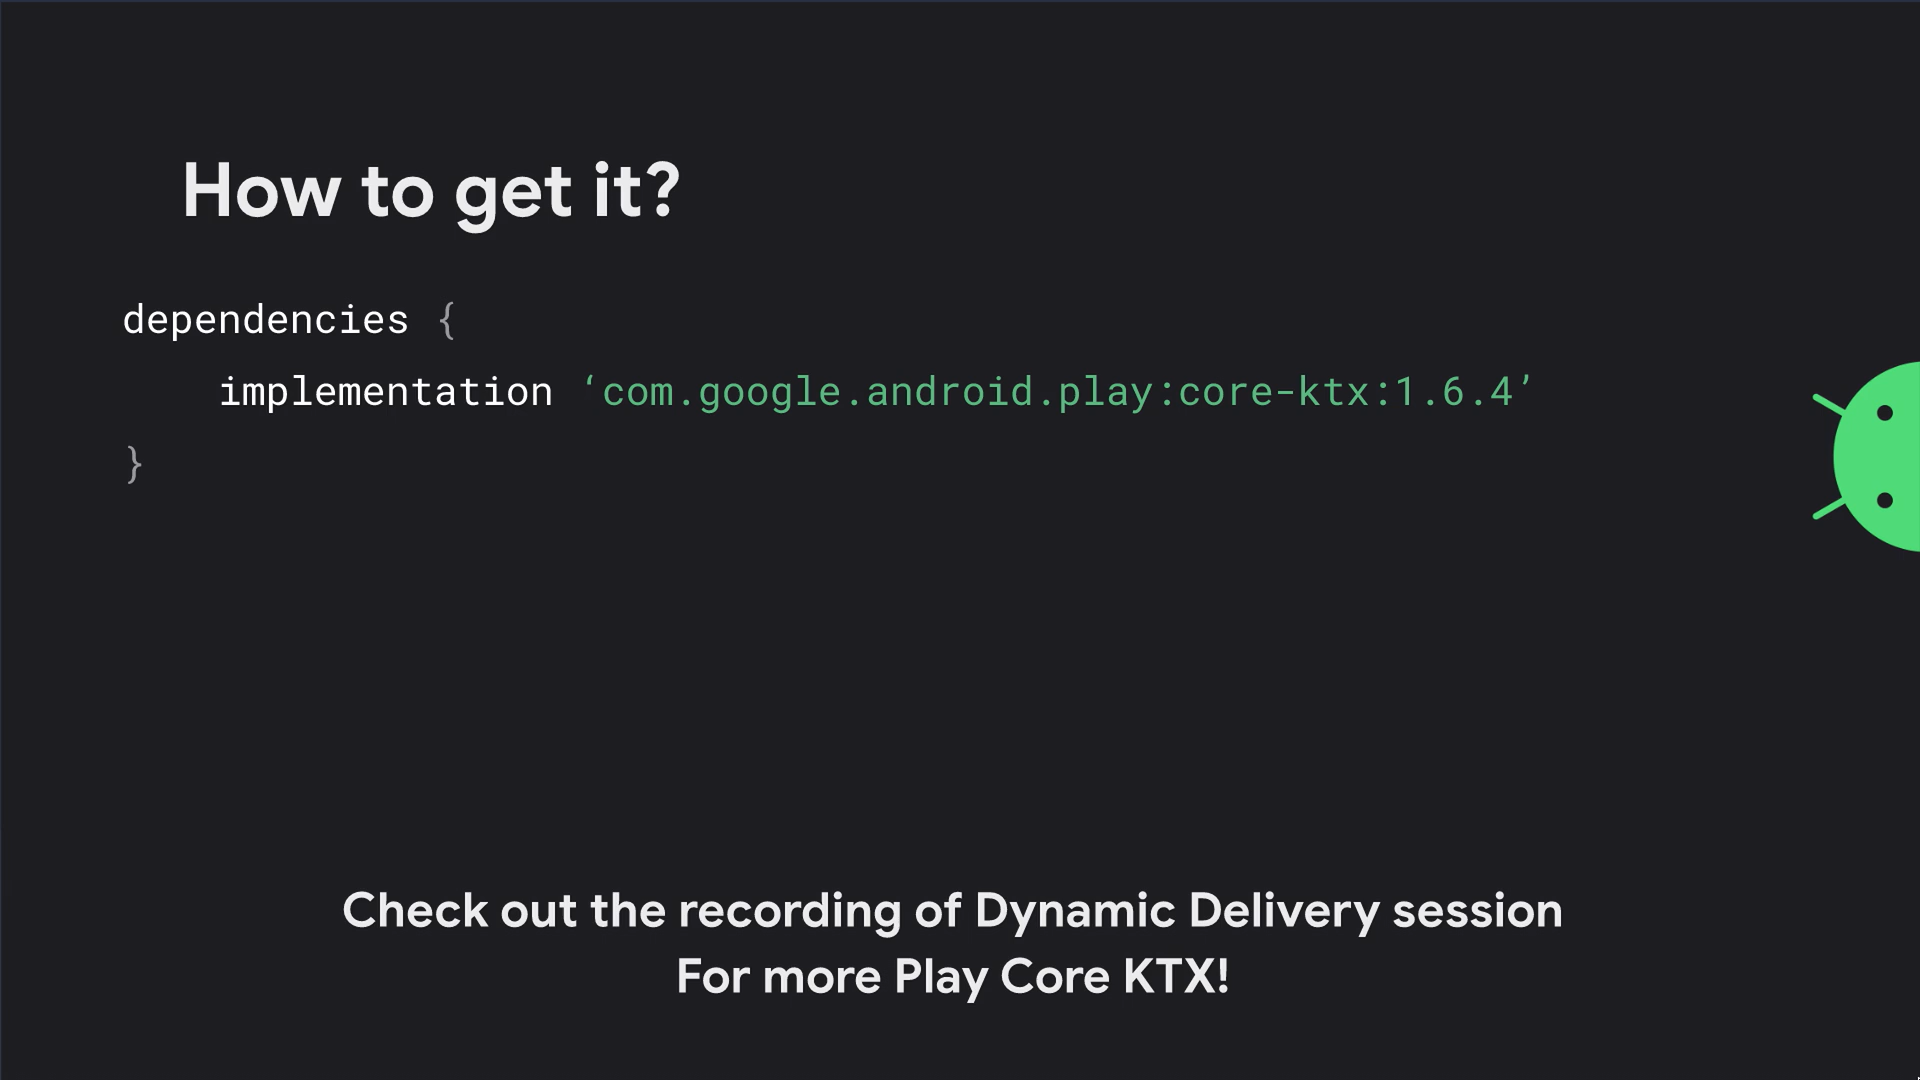 How to get it?
dependencies {
implementation ‘com.google.android.play:core-ktx:1.6.4’
}
Check out the recording of Dynamic Delivery session
For more Play Core KTX!